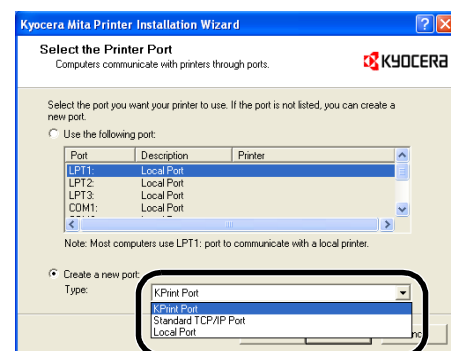 Kyocera Mita Printer Installation Wizard
Select the Printer Port
Computers communicate with printers through ports.
KYOCERA
Select the port you want your printer to use. If the port is not listed, you can create a
new port.
Use the following port:
Port Description Printer
LPT1: Local Port
LPT2: Local Port
LPT3: Local Port
COM1: Local Port
Note: Most computers use LPT1: port to communicate with a local printer.
Create a new port:
Type: KPrint Port
KPrint Port
Standard TCP/IP Port
Local Port